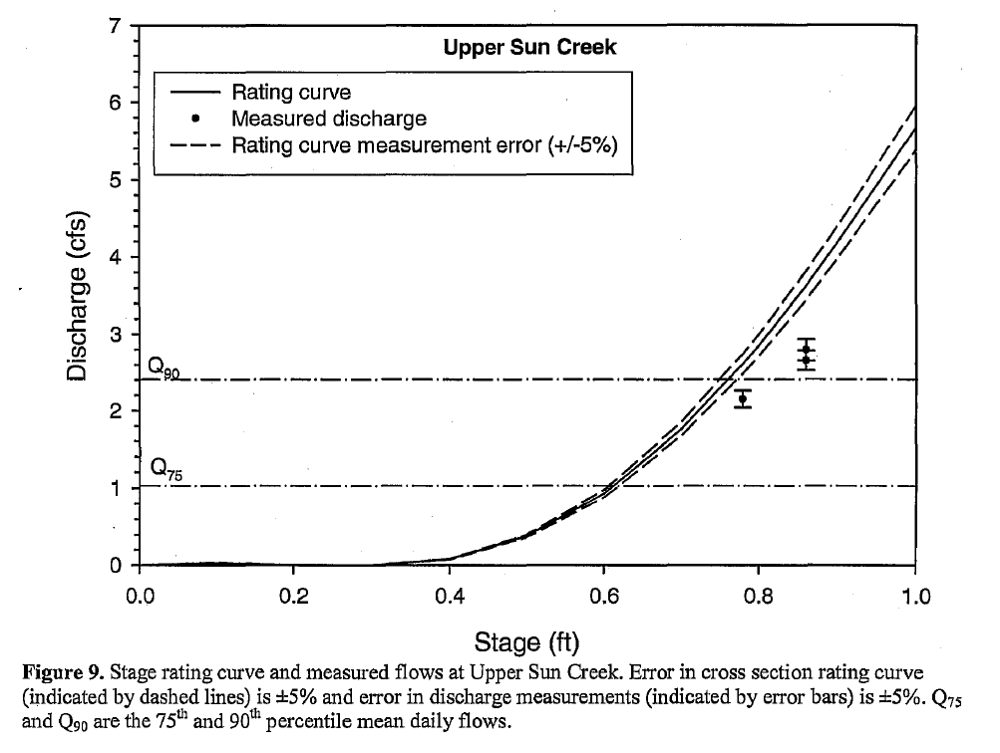 7
Upper Sun Creek
Rating curve
6
Measured discharge
Rating curve measurement error (+/-5%)
5
4
Discharge (cfs)
3
Q90
2
Q75
1
0
0.0 0.2 0.4 0.6 0.8 1.0
Stage (ft)
Figure 9. Stage rating curve and measured flows at Upper Sun Creek. Error in cross section rating curve
(indicated by dashed lines) is ±5% and error in discharge measurements (indicated by error bars) is ±5%. Q75
and Q90 are the 75th and 90th percentile mean daily flows.